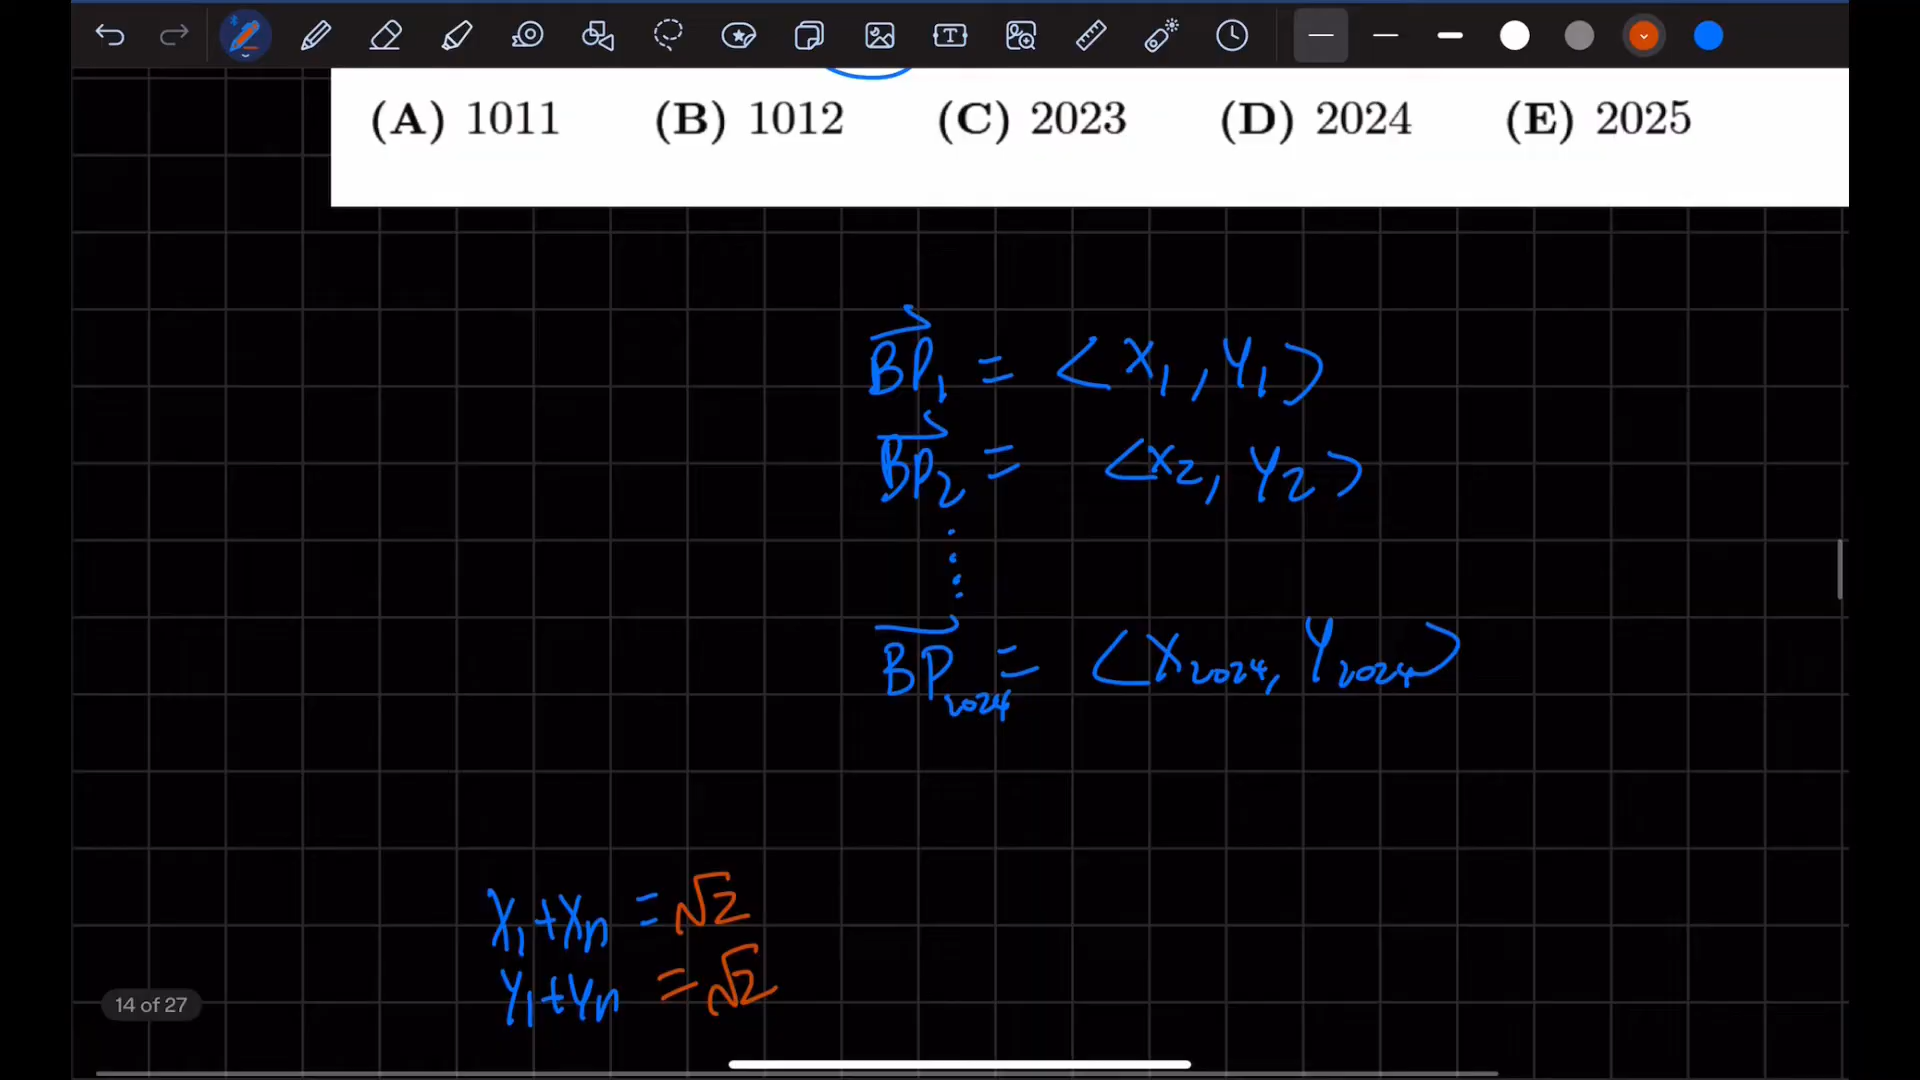 (A) 1011 (B) 1012 (C) 2023 (D) 2024 (E) 2025
BP₁ = <X₁, Y₁>
BP₂ = <X₂, Y₂>
⋮
BP₂₀₂₄ = <X₂₀₂₄, Y₂₀₂₄>
X₁+Xn = √2
Y₁+Yn = √2
14 of 27